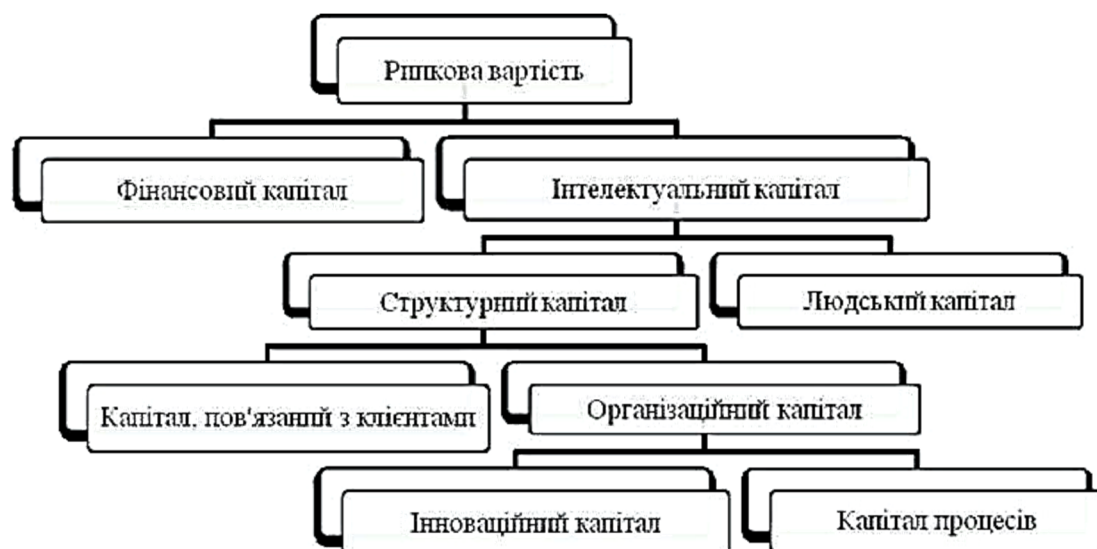 Ринкова вартість
Фінансовий капітал
Інтелектуальний капітал
Структурний капітал
Людський капітал
Капітал, пов'язаний з клієнтами
Організаційний капітал
Інноваційний капітал
Капітал процесів